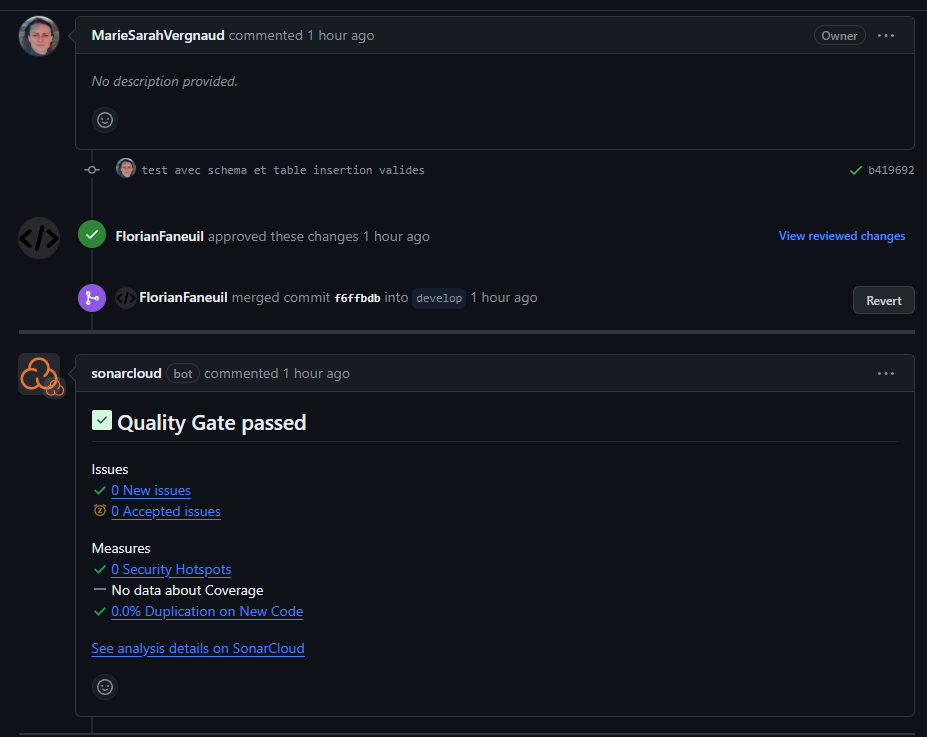 MarieSarahVergnaud commented 1 hour ago Owner ...
No description provided.
test avec schema et table insertion valides b419692
FlorianFaneuil approved these changes 1 hour ago View reviewed changes
FlorianFaneuil merged commit f6ffbdb into develop 1 hour ago Revert
sonarcloud bot commented 1 hour ago ...
Quality Gate passed
Issues
0 New issues
0 Accepted issues
Measures
0 Security Hotspots
No data about Coverage
0.0% Duplication on New Code
See analysis details on SonarCloud